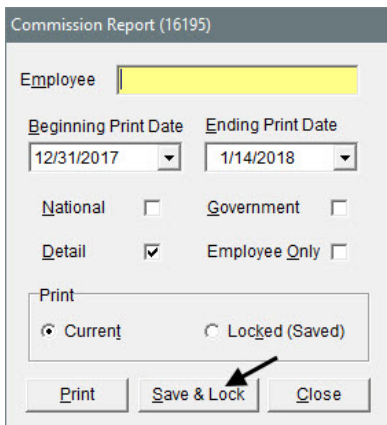 Commission Report (16195)
Employee
Beginning Print Date Ending Print Date
12/31/2017 1/14/2018
National Government
Detail Employee Only
Print
Current Locked (Saved)
Print Save & Lock Close